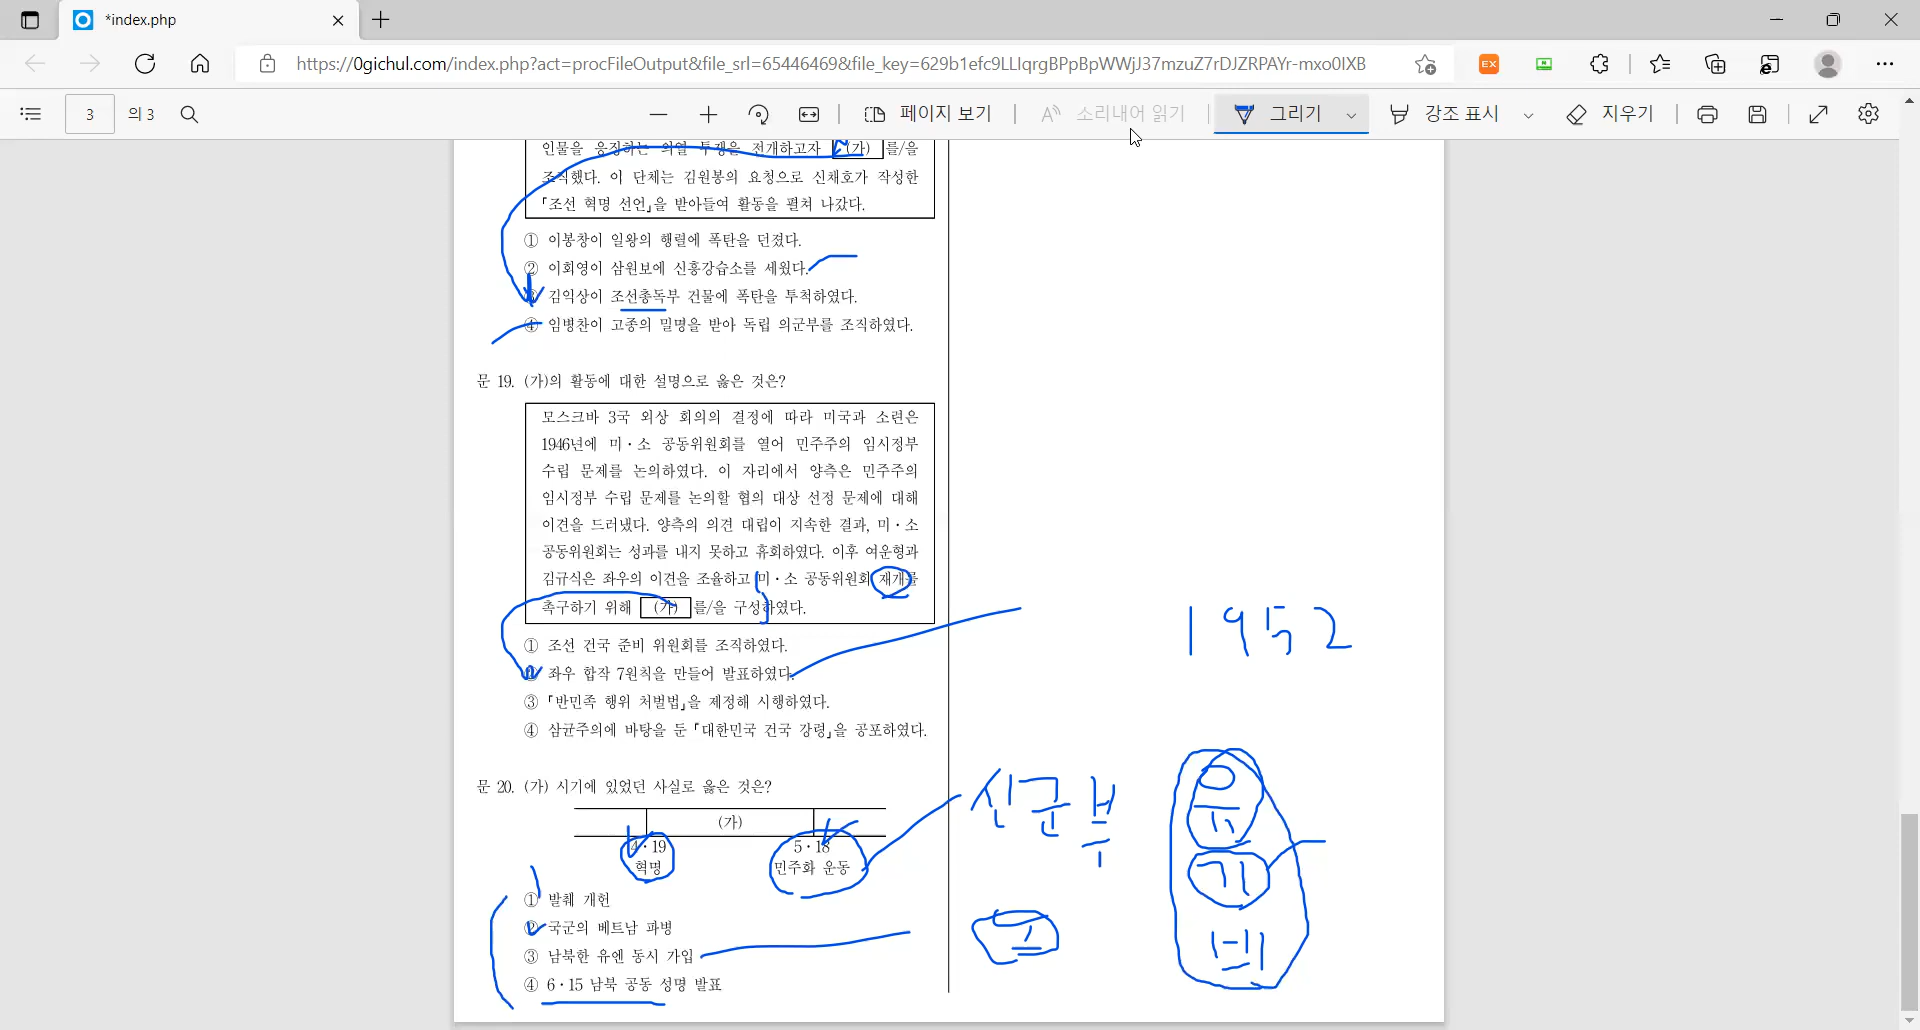 *index.php
https://0gichul.com/index.php?act=procFileOutput&file_srl=65446469&file_key=629b1efc9LLIqrgBPpBpWWjJ37mzuZ7rDJZRPAYr-mxo0IXB
EX
3 의 3 페이지 보기 소리내어 읽기 그리기 강조 표시 지우기
인물을 응징하는 의열 투쟁을 전개하고자 (가) 를/을
조직했다. 이 단체는 김원봉의 요청으로 신채호가 작성한
「조선 혁명 선언」을 받아들여 활동을 펼쳐 나갔다.
① 이봉창이 일왕의 행렬에 폭탄을 던졌다.
② 이회영이 삼원보에 신흥강습소를 세웠다.
③ 김익상이 조선총독부 건물에 폭탄을 투척하였다.
④ 임병찬이 고종의 밀명을 받아 독립 의군부를 조직하였다.
문 19. (가)의 활동에 대한 설명으로 옳은 것은?
모스크바 3국 외상 회의의 결정에 따라 미국과 소련은
1946년에 미·소 공동위원회를 열어 민주주의 임시정부
수립 문제를 논의하였다. 이 자리에서 양측은 민주주의
임시정부 수립 문제를 논의할 협의 대상 선정 문제에 대해
이견을 드러냈다. 양측의 의견 대립이 지속한 결과, 미·소
공동위원회는 성과를 내지 못하고 휴회하였다. 이후 여운형과
김규식은 좌우의 이견을 조율하고 미·소 공동위원회 재개를
촉구하기 위해 (가) 를/을 구성하였다.
① 조선 건국 준비 위원회를 조직하였다.
② 좌우 합작 7원칙을 만들어 발표하였다.
③ 「반민족 행위 처벌법」을 제정해 시행하였다.
④ 삼균주의에 바탕을 둔 「대한민국 건국 강령」을 공포하였다.
1952
문 20. (가) 시기에 있었던 사실로 옳은 것은?
(가)
4·19 5·18
혁명 민주화 운동
신군부
① 발췌 개헌
② 국군의 베트남 파병
③ 남북한 유엔 동시 가입
④ 6·15 남북 공동 성명 발표